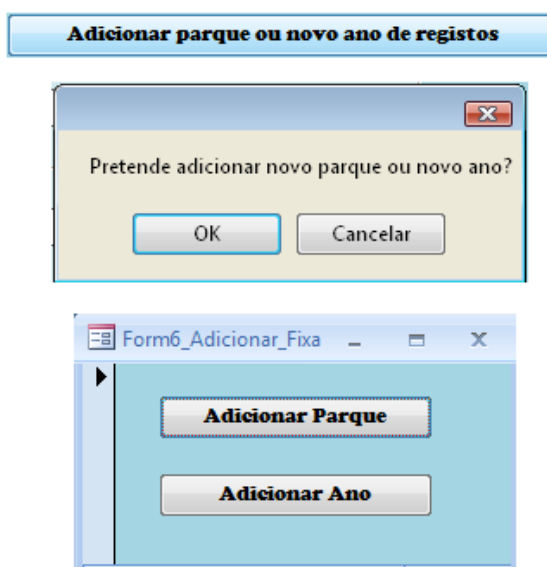 Adicionar parque ou novo ano de registos
Pretende adicionar novo parque ou novo ano?
OK
Cancelar
Form6_Adicionar_Fixa
Adicionar Parque
Adicionar Ano